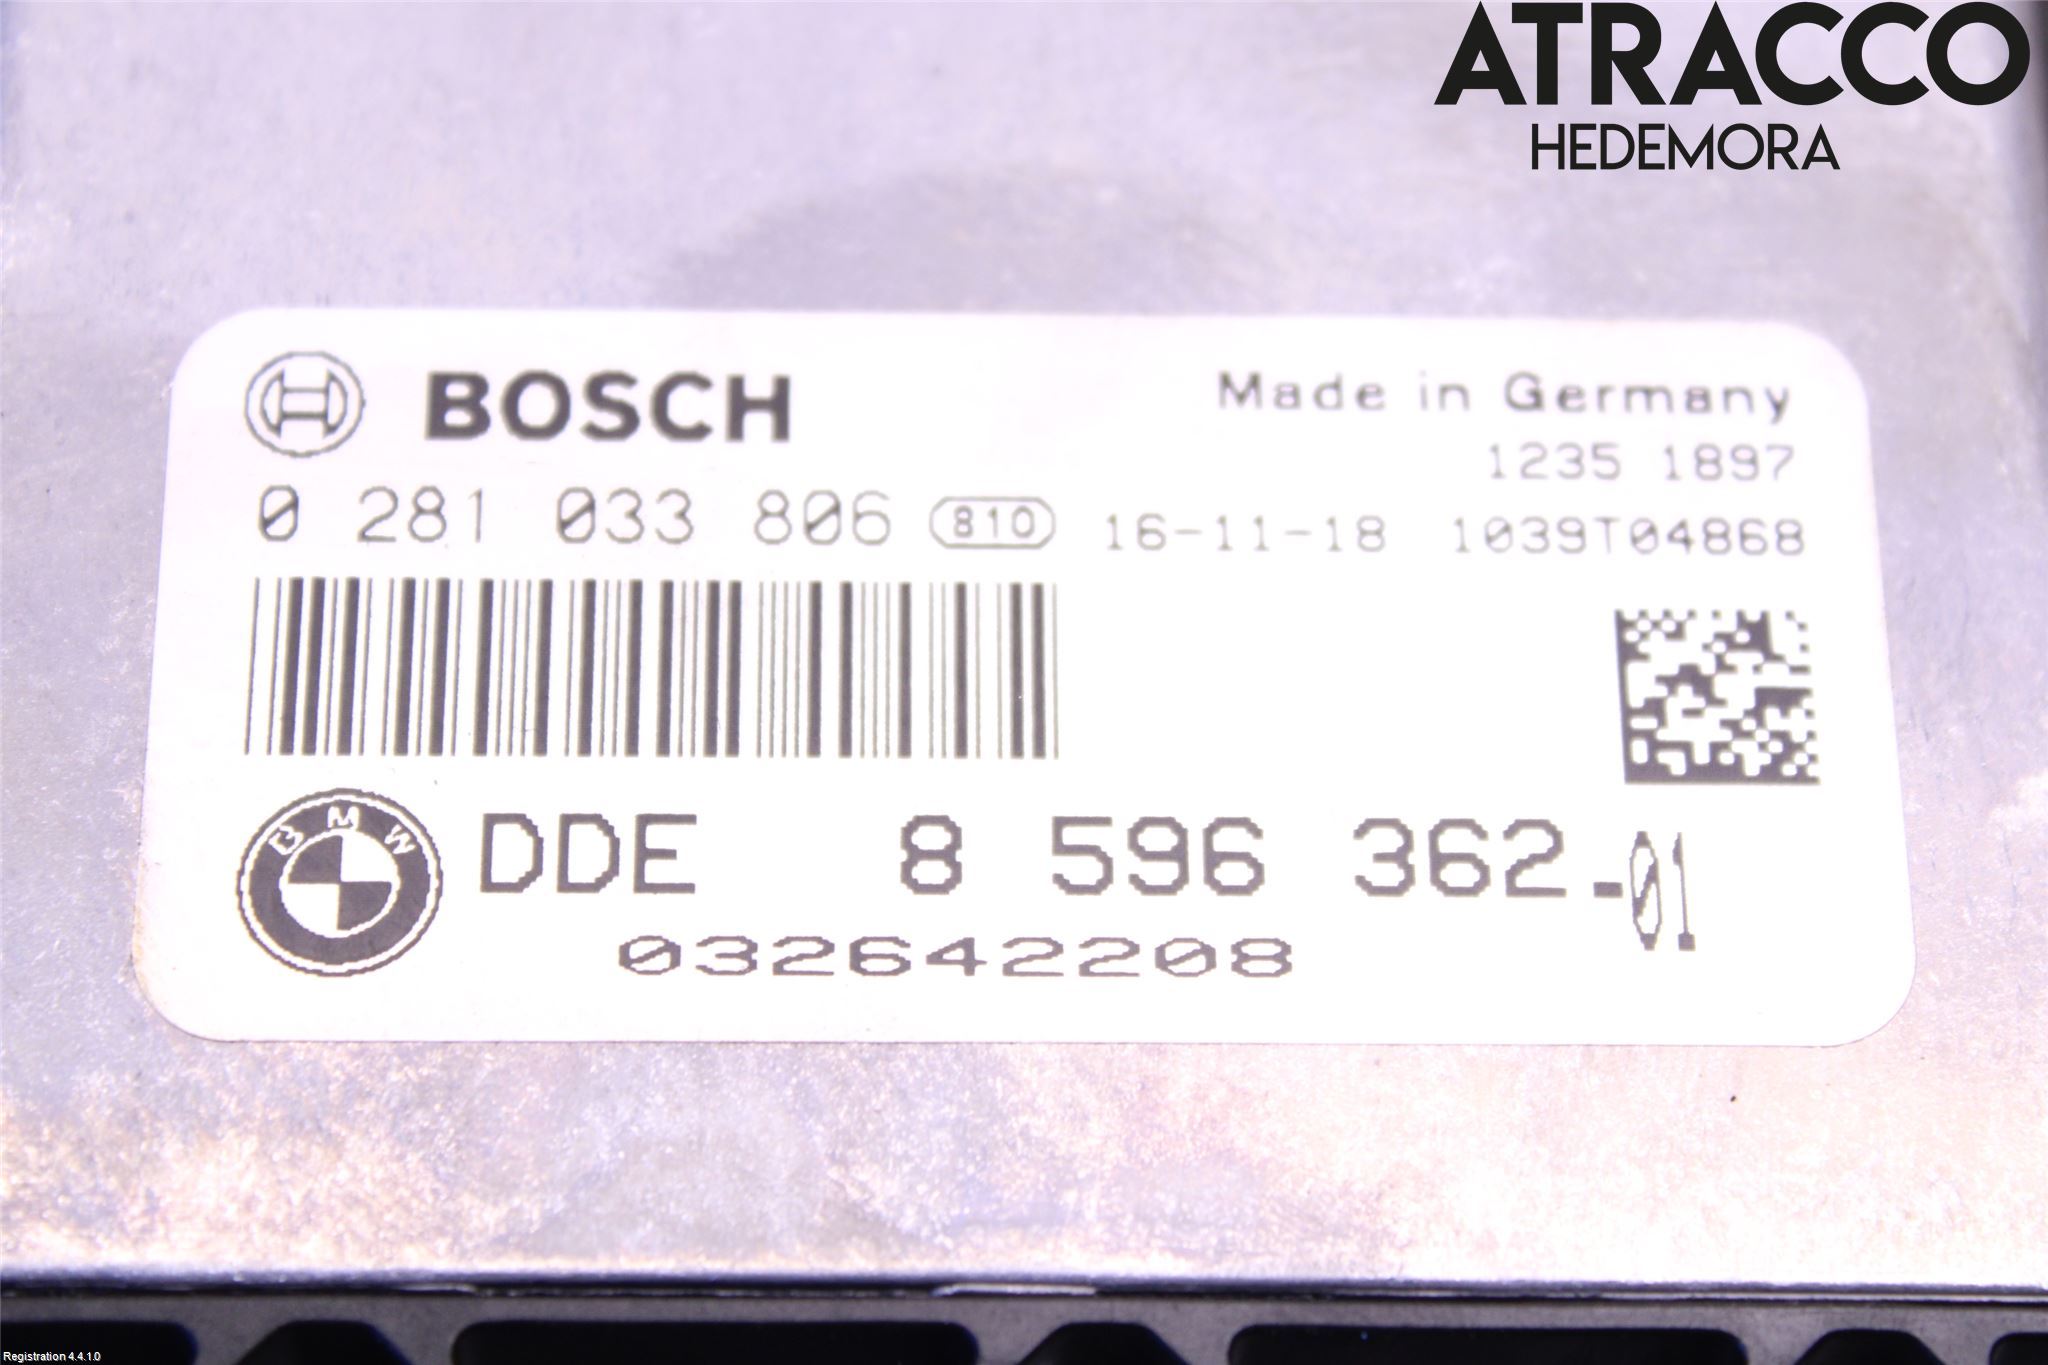 ATRACCO
HEDEMORA
BOSCH
Made in Germany
1235 1897
0 281 033 806 810 16-11-18 1039T04868
BMW
DDE 8 596 362-01
032642208
Registration 4.4.1.0